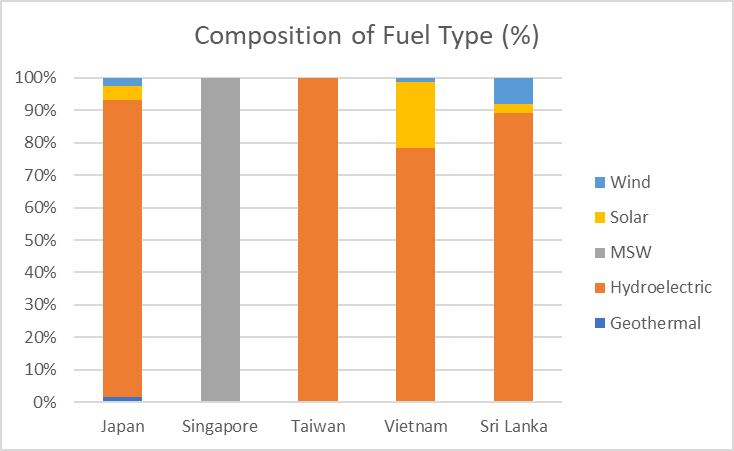 Composition of Fuel Type (%)
100%
90%
80%
70%
60%
50%
40%
30%
20%
10%
0%
Japan Singapore Taiwan Vietnam Sri Lanka
Wind
Solar
MSW
Hydroelectric
Geothermal